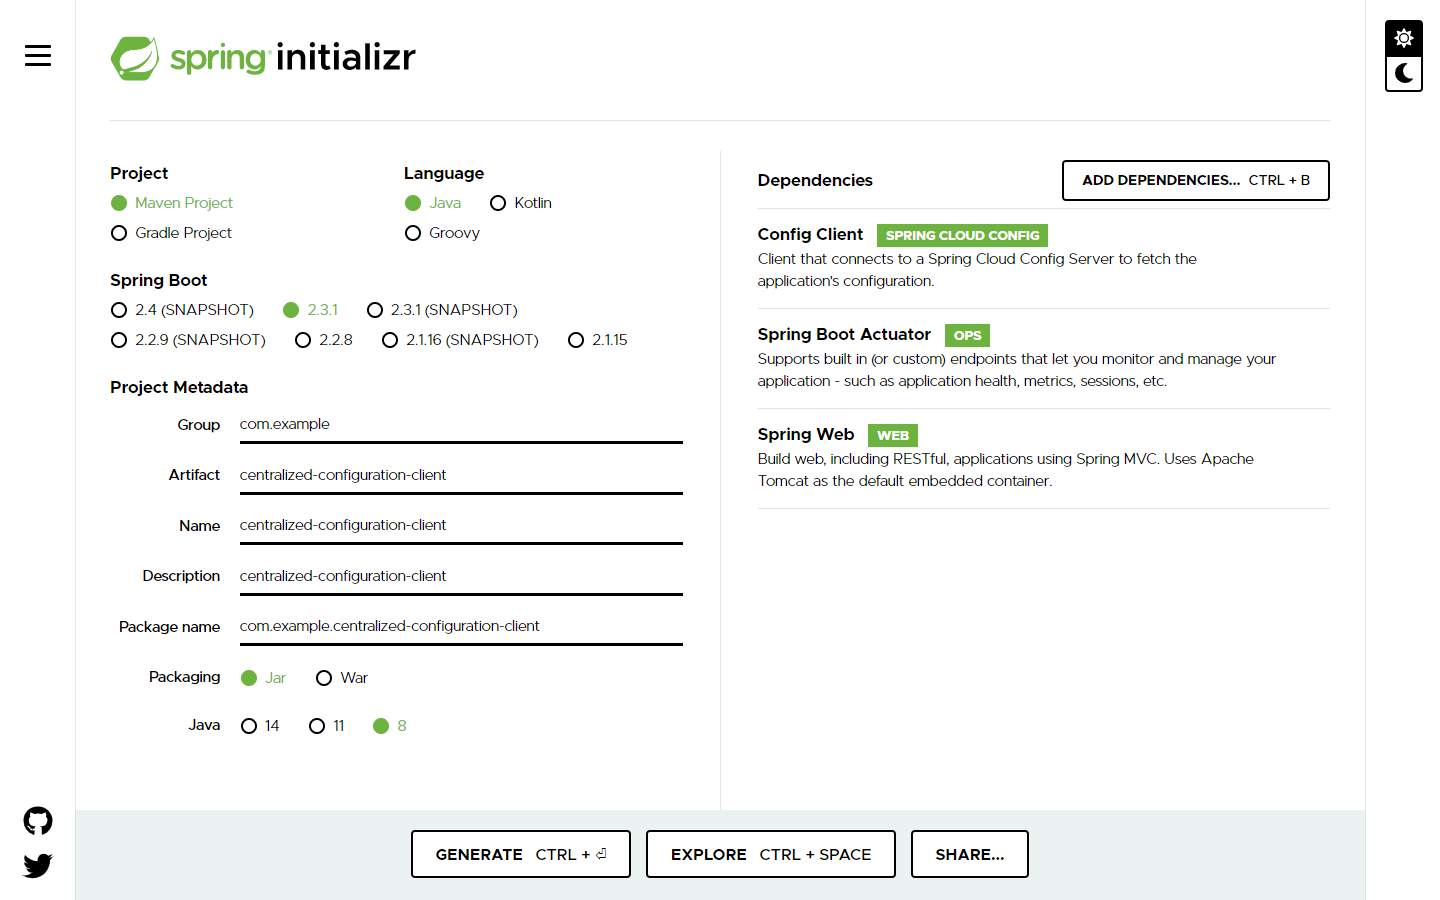 spring initializr
Project
Maven Project
Gradle Project
Language
Java Kotlin
Groovy
Spring Boot
2.4 (SNAPSHOT) 2.3.1 2.3.1 (SNAPSHOT)
2.2.9 (SNAPSHOT) 2.2.8 2.1.16 (SNAPSHOT) 2.1.15
Project Metadata
Group com.example
Artifact centralized-configuration-client
Name centralized-configuration-client
Description centralized-configuration-client
Package name com.example.centralized-configuration-client
Packaging Jar War
Java 14 11 8
Dependencies ADD DEPENDENCIES... CTRL + B
Config Client SPRING CLOUD CONFIG
Client that connects to a Spring Cloud Config Server to fetch the
application's configuration.
Spring Boot Actuator OPS
Supports built in (or custom) endpoints that let you monitor and manage your
application - such as application health, metrics, sessions, etc.
Spring Web WEB
Build web, including RESTful, applications using Spring MVC. Uses Apache
Tomcat as the default embedded container.
GENERATE CTRL + ⏎ EXPLORE CTRL + SPACE SHARE...